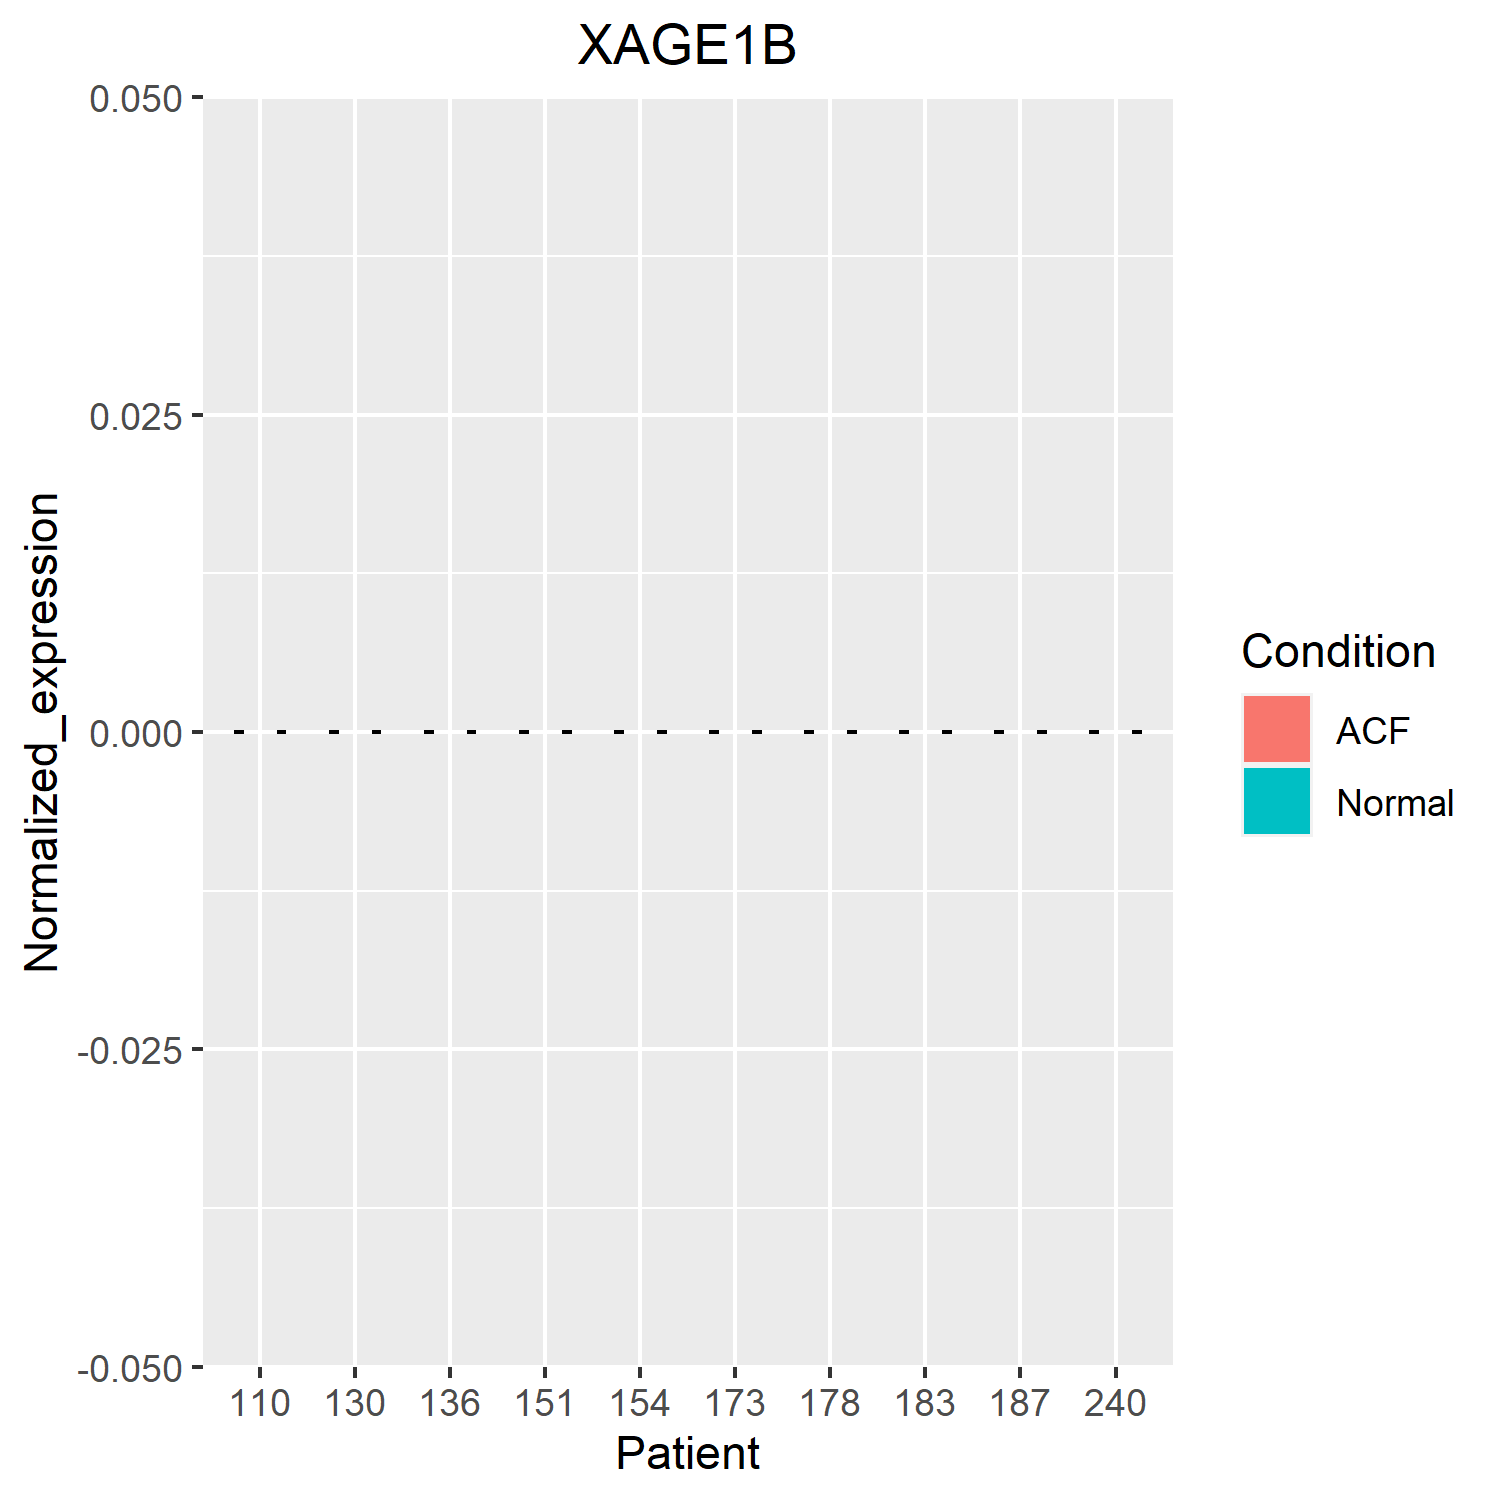 XAGE1B
0.050
0.025
0.000
-0.025
-0.050
Normalized_expression
110 130 136 151 154 173 178 183 187 240
Patient
Condition
ACF
Normal